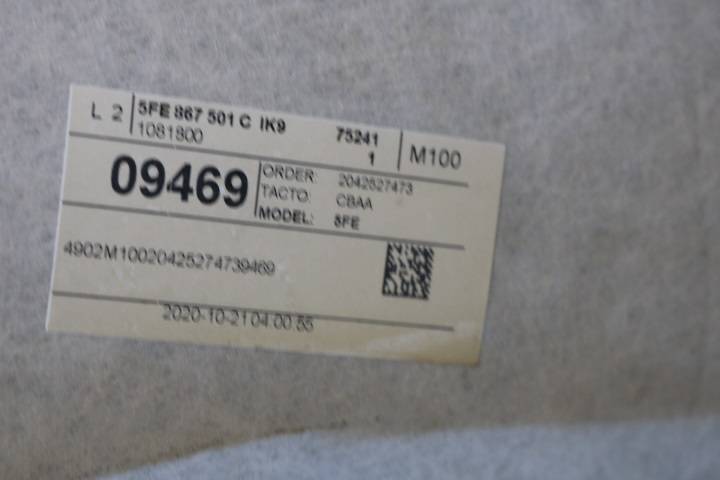 L 2 5FE 867 501 C IK9 75241
1081800 1 M100
09469 ORDER: 2042527473
TACTO: CBAA
MODEL: 5FE
4902M10020425274739469
2020-10-21 04:00:55